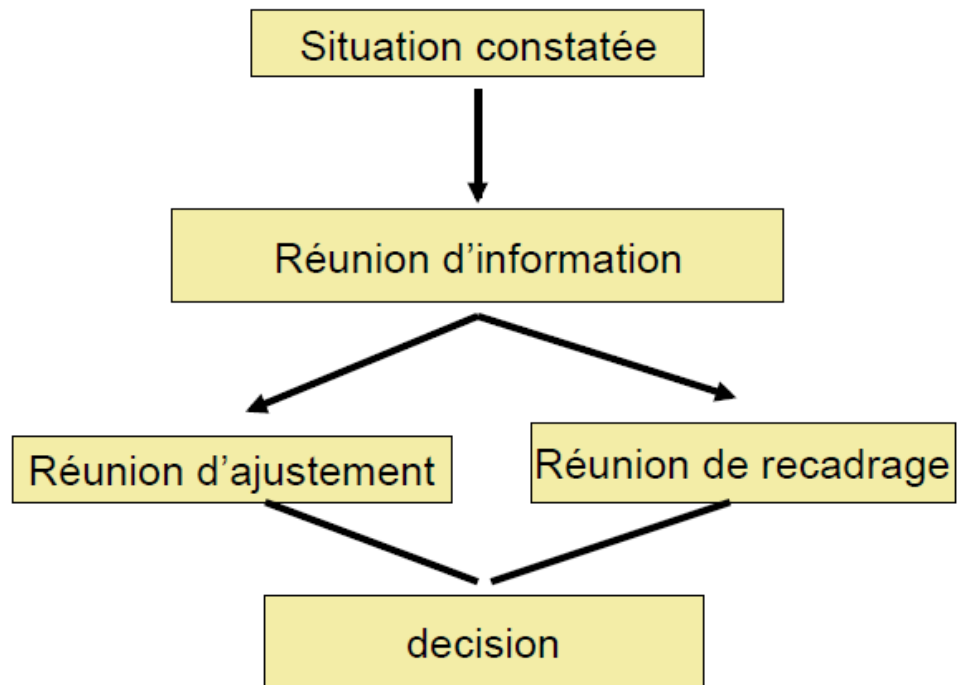 Situation constatée
Réunion d’information
Réunion d’ajustement
Réunion de recadrage
decision